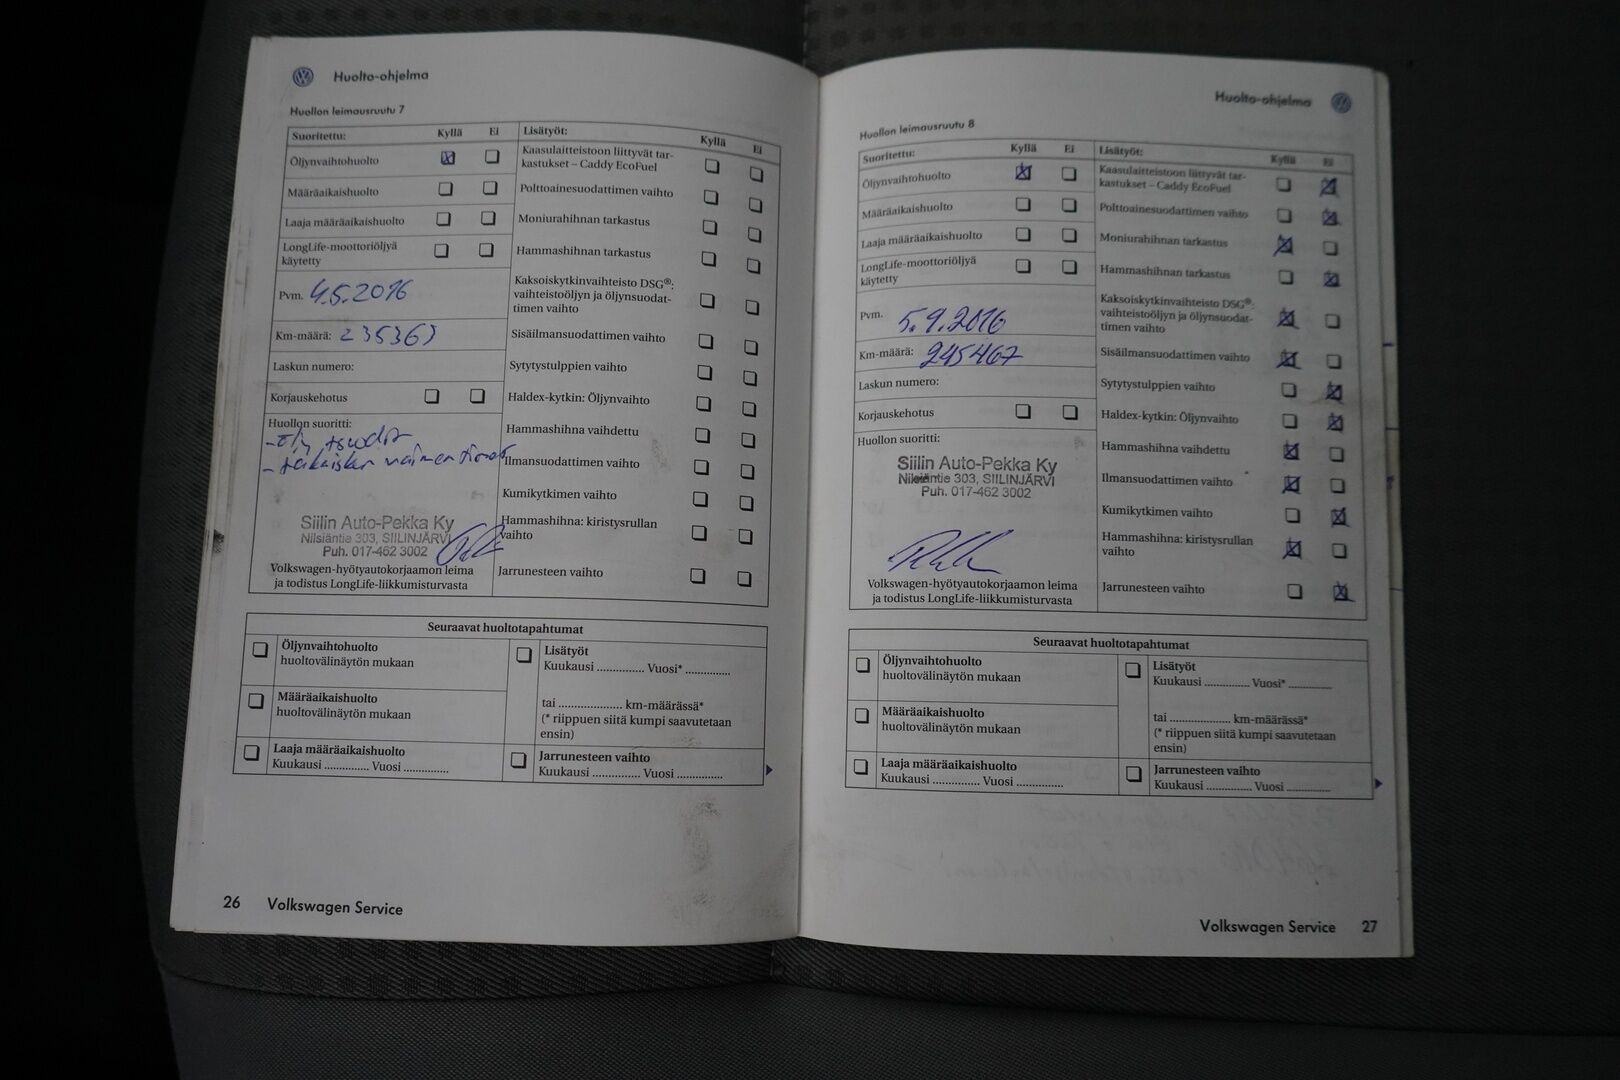 Huolto-ohjelma
Huollon leimausruutu 7
Suoritettu: Kyllä Ei
Öljynvaihtohuolto
Määräaikaishuolto
Laaja määräaikaishuolto
LongLife-moottoriöljyä
käytetty
Pvm. 4.5.2016
Km-määrä: 235363
Laskun numero:
Korjauskehotus
Huollon suoritti:
Siilin Auto-Pekka Ky
Nilsiäntie 303, SIILINJÄRVI
Puh. 017-462 3002
Volkswagen-hyötyautokorjaamon leima
ja todistus LongLife-liikkumisturvasta
Lisätyöt: Kyllä Ei
Kaasulaitteistoon liittyvät tar-
kastukset – Caddy EcoFuel
Polttoainesuodattimen vaihto
Moniurahihnan tarkastus
Hammashihnan tarkastus
Kaksoiskytkinvaihteisto DSG®:
vaihteistoöljyn ja öljynsuodat-
timen vaihto
Sisäilmansuodattimen vaihto
Sytytystulppien vaihto
Haldex-kytkin: Öljynvaihto
Hammashihna vaihdettu
Ilmansuodattimen vaihto
Kumikytkimen vaihto
Hammashihna: kiristysrullan
vaihto
Jarrunesteen vaihto
Seuraavat huoltotapahtumat
Öljynvaihtohuolto
huoltovälinäytön mukaan
Määräaikaishuolto
huoltovälinäytön mukaan
Laaja määräaikaishuolto
Kuukausi ............... Vuosi ...............
Lisätyöt
Kuukausi ............... Vuosi* ...............
tai .................... km-määrässä*
(* riippuen siitä kumpi saavutetaan
ensin)
Jarrunesteen vaihto
Kuukausi ............... Vuosi ...............
26 Volkswagen Service
Huolto-ohjelma
Huollon leimausruutu 8
Suoritettu: Kyllä Ei
Öljynvaihtohuolto
Määräaikaishuolto
Laaja määräaikaishuolto
LongLife-moottoriöljyä
käytetty
Pvm. 5.9.2016
Km-määrä: 245467
Laskun numero:
Korjauskehotus
Huollon suoritti:
Siilin Auto-Pekka Ky
Nilsiäntie 303, SIILINJÄRVI
Puh. 017-462 3002
Volkswagen-hyötyautokorjaamon leima
ja todistus LongLife-liikkumisturvasta
Lisätyöt: Kyllä Ei
Kaasulaitteistoon liittyvät tar-
kastukset – Caddy EcoFuel
Polttoainesuodattimen vaihto
Moniurahihnan tarkastus
Hammashihnan tarkastus
Kaksoiskytkinvaihteisto DSG®:
vaihteistoöljyn ja öljynsuodat-
timen vaihto
Sisäilmansuodattimen vaihto
Sytytystulppien vaihto
Haldex-kytkin: Öljynvaihto
Hammashihna vaihdettu
Ilmansuodattimen vaihto
Kumikytkimen vaihto
Hammashihna: kiristysrullan
vaihto
Jarrunesteen vaihto
Seuraavat huoltotapahtumat
Öljynvaihtohuolto
huoltovälinäytön mukaan
Määräaikaishuolto
huoltovälinäytön mukaan
Laaja määräaikaishuolto
Kuukausi ............... Vuosi ...............
Lisätyöt
Kuukausi ............... Vuosi* ...............
tai .................... km-määrässä*
(* riippuen siitä kumpi saavutetaan
ensin)
Jarrunesteen vaihto
Kuukausi ............... Vuosi ...............
Volkswagen Service 27